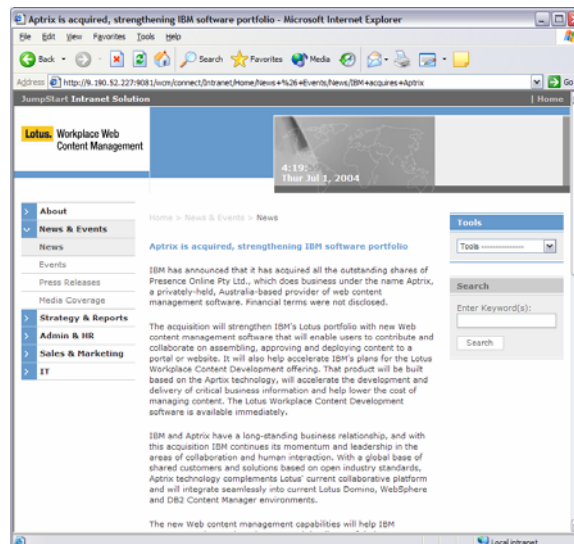 Aptrix is acquired, strengthening IBM software portfolio - Microsoft Internet Explorer
File Edit View Favorites Tools Help
Back Search Favorites Media
Address http://9.190.52.227:9081/wcm/connect/Intranet/Home/News+%26+Events/News/IBM+acquires+Aptrix Go
JumpStart Intranet Solution | Home
Lotus. Workplace Web
Content Management
4:19:
Thur Jul 1, 2004
About
News & Events
News
Events
Press Releases
Media Coverage
Strategy & Reports
Admin & HR
Sales & Marketing
IT
Home > News & Events > News
Aptrix is acquired, strengthening IBM software portfolio
IBM has announced that it has acquired all the outstanding shares of
Presence Online Pty Ltd., which does business under the name Aptrix,
a privately-held, Australia-based provider of web content
management software. Financial terms were not disclosed.
The acquisition will strengthen IBM's Lotus portfolio with new Web
content management software that will enable users to contribute and
collaborate on assembling, approving and deploying content to a
portal or website. It will also help accelerate IBM's plans for the Lotus
Workplace Content Development offering. That product will be built
based on the Aptix technology, will accelerate the development and
delivery of critical business information and help lower the cost of
managing content. The Lotus Workplace Content Development
software is available immediately.
IBM and Aptrix have a long-standing business relationship, and with
this acquisition IBM continues its momentum and leadership in the
areas of collaboration and human interaction. With a global base of
shared customers and solutions based on open industry standards,
Aptrix technology complements Lotus' current collaborative platform
and will integrate seamlessly into current Lotus Domino, WebSphere
and DB2 Content Manager environments.
The new Web content management capabilities will help IBM
Tools
Tools ----------
Search
Enter Keyword(s):
Search
Local intranet